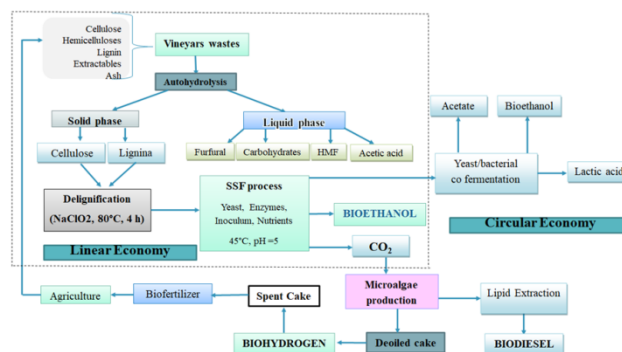 Cellulose
Hemicelluloses
Lignin
Extractables
Ash
Vineyars wastes
Autohydrolysis
Solid phase
Liquid phase
Cellulose
Lignina
Furfural
Carbohydrates
HMF
Acetic acid
Acetate
Bioethanol
Yeast/bacterial
co fermentation
Lactic acid
Delignification
(NaClO2, 80°C, 4 h)
SSF process
Yeast, Enzymes,
Inoculum, Nutrients
45°C, pH =5
BIOETHANOL
CO2
Linear Economy
Circular Economy
Microalgae
production
Lipid Extraction
BIODIESEL
Agriculture
Biofertilizer
Spent Cake
BIOHYDROGEN
Deoiled cake